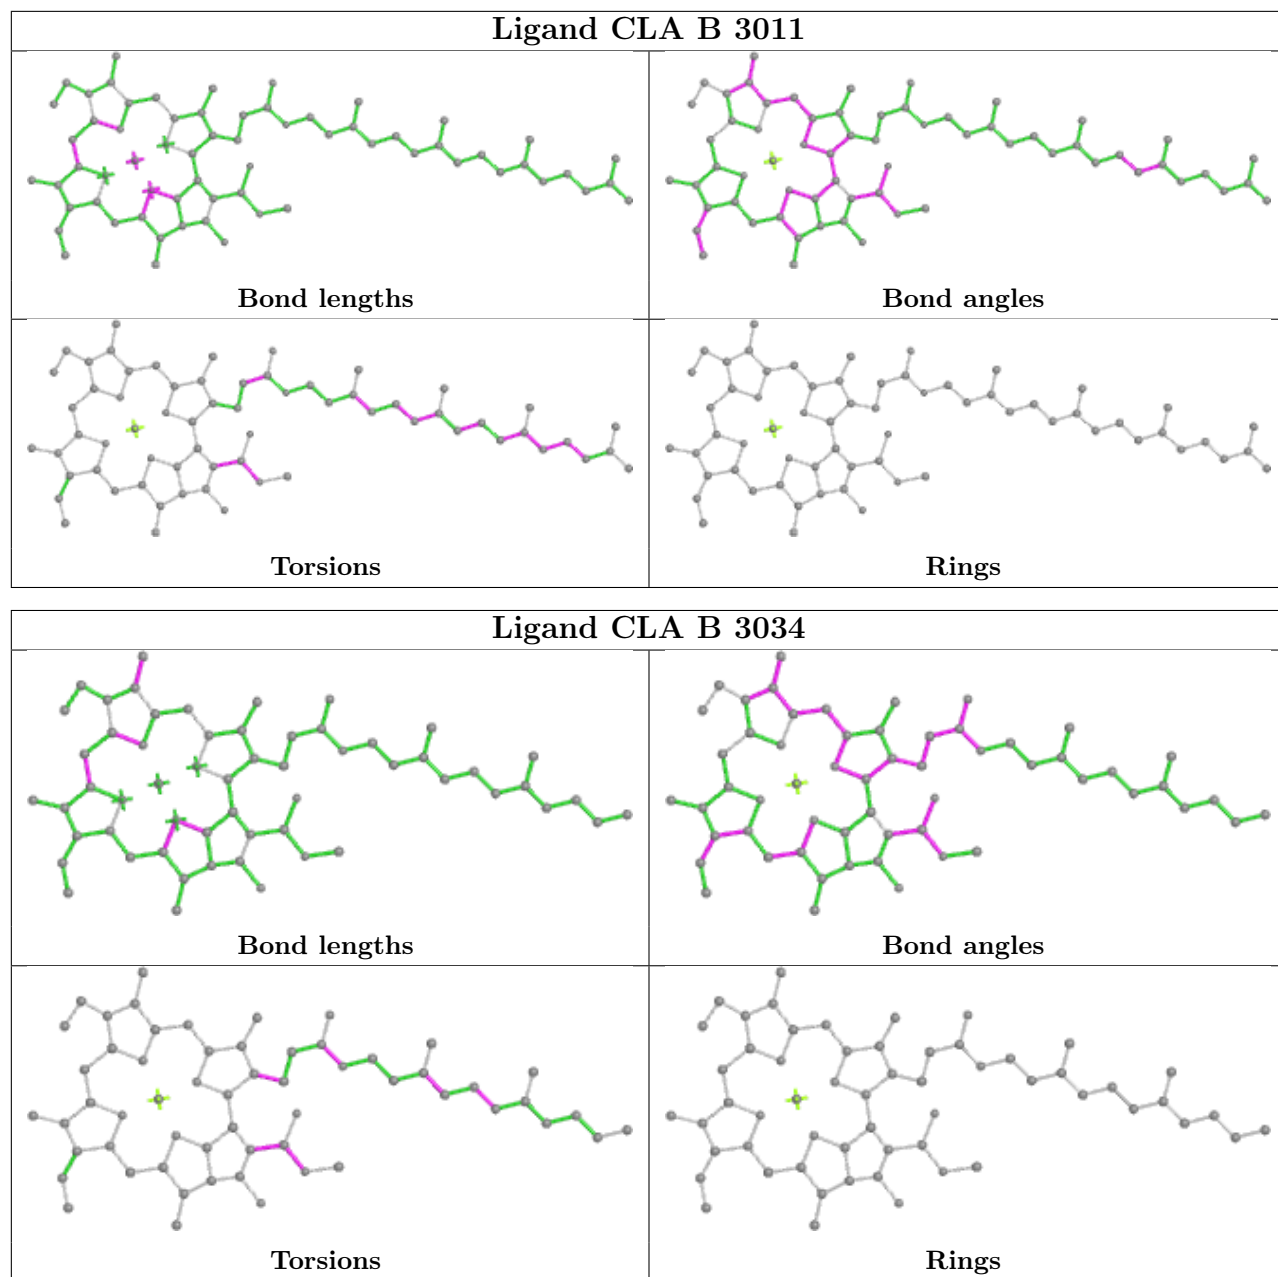 Ligand CLA B 3011
Bond lengths
Bond angles
Torsions
Rings
Ligand CLA B 3034
Bond lengths
Bond angles
Torsions
Rings